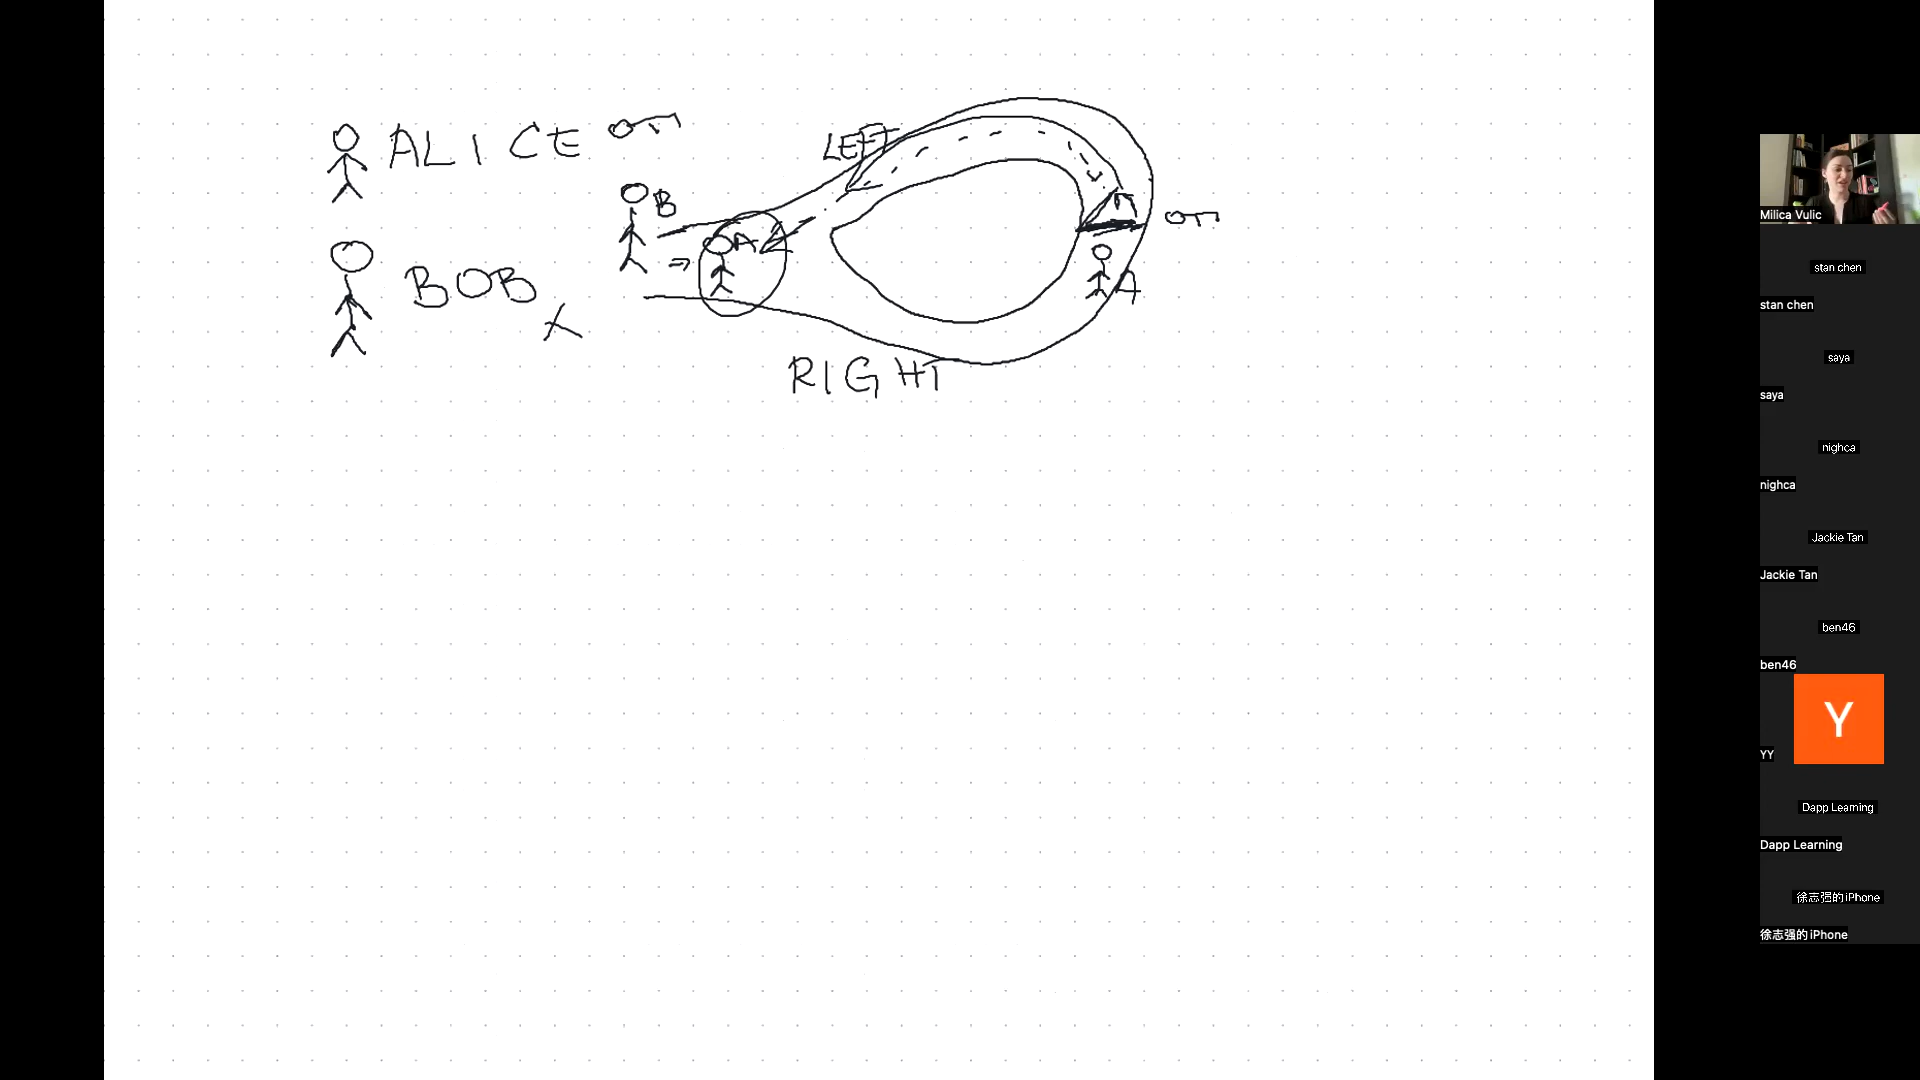 ALICE
LEFT
B
A
BOB
A
RIGHT
Milica Vulic
stan chen
stan chen
saya
saya
nighca
nighca
Jackie Tan
Jackie Tan
ben46
ben46
Y
YY
Dapp Learning
Dapp Learning
徐志强的iPhone
徐志强的iPhone